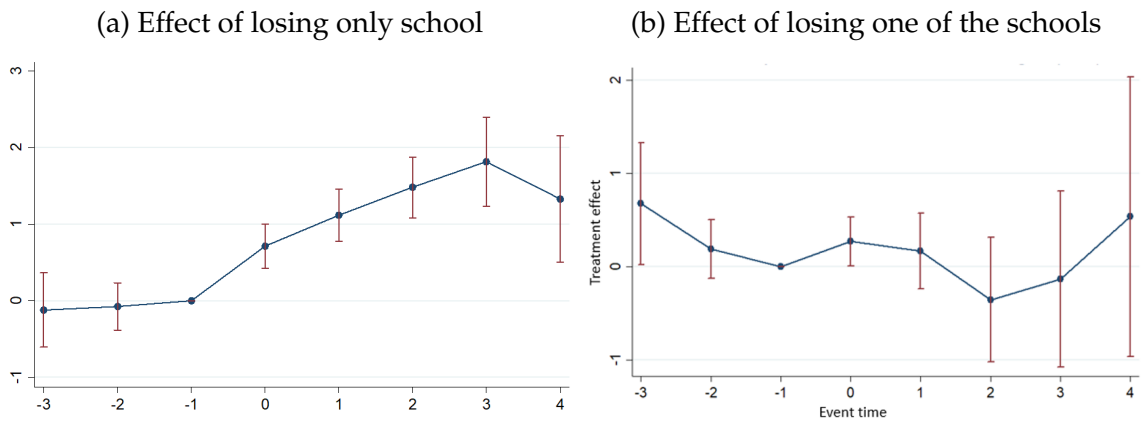 (a) Effect of losing only school
3
2
1
0
-1
-3 -2 -1 0 1 2 3 4
(b) Effect of losing one of the schools
Treatment effect
2
1
0
-1
-3 -2 -1 0 1 2 3 4
Event time